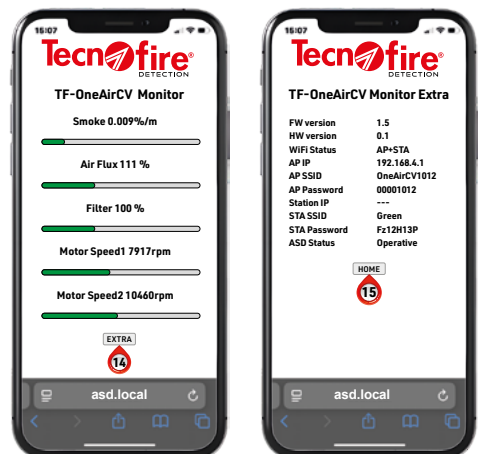 15:07
Tecnofire®
DETECTION
TF-OneAirCV Monitor
Smoke 0.009%/m
Air Flux 111 %
Filter 100 %
Motor Speed1 7917rpm
Motor Speed2 10460rpm
EXTRA
14
asd.local
15:07
Tecnofire®
DETECTION
TF-OneAirCV Monitor Extra
FW version 1.5
HW version 0.1
WiFi Status AP+STA
AP IP 192.168.4.1
AP SSID OneAirCV1012
AP Password 00001012
Station IP ---
STA SSID Green
STA Password Fz12H13P
ASD Status Operative
HOME
15
asd.local